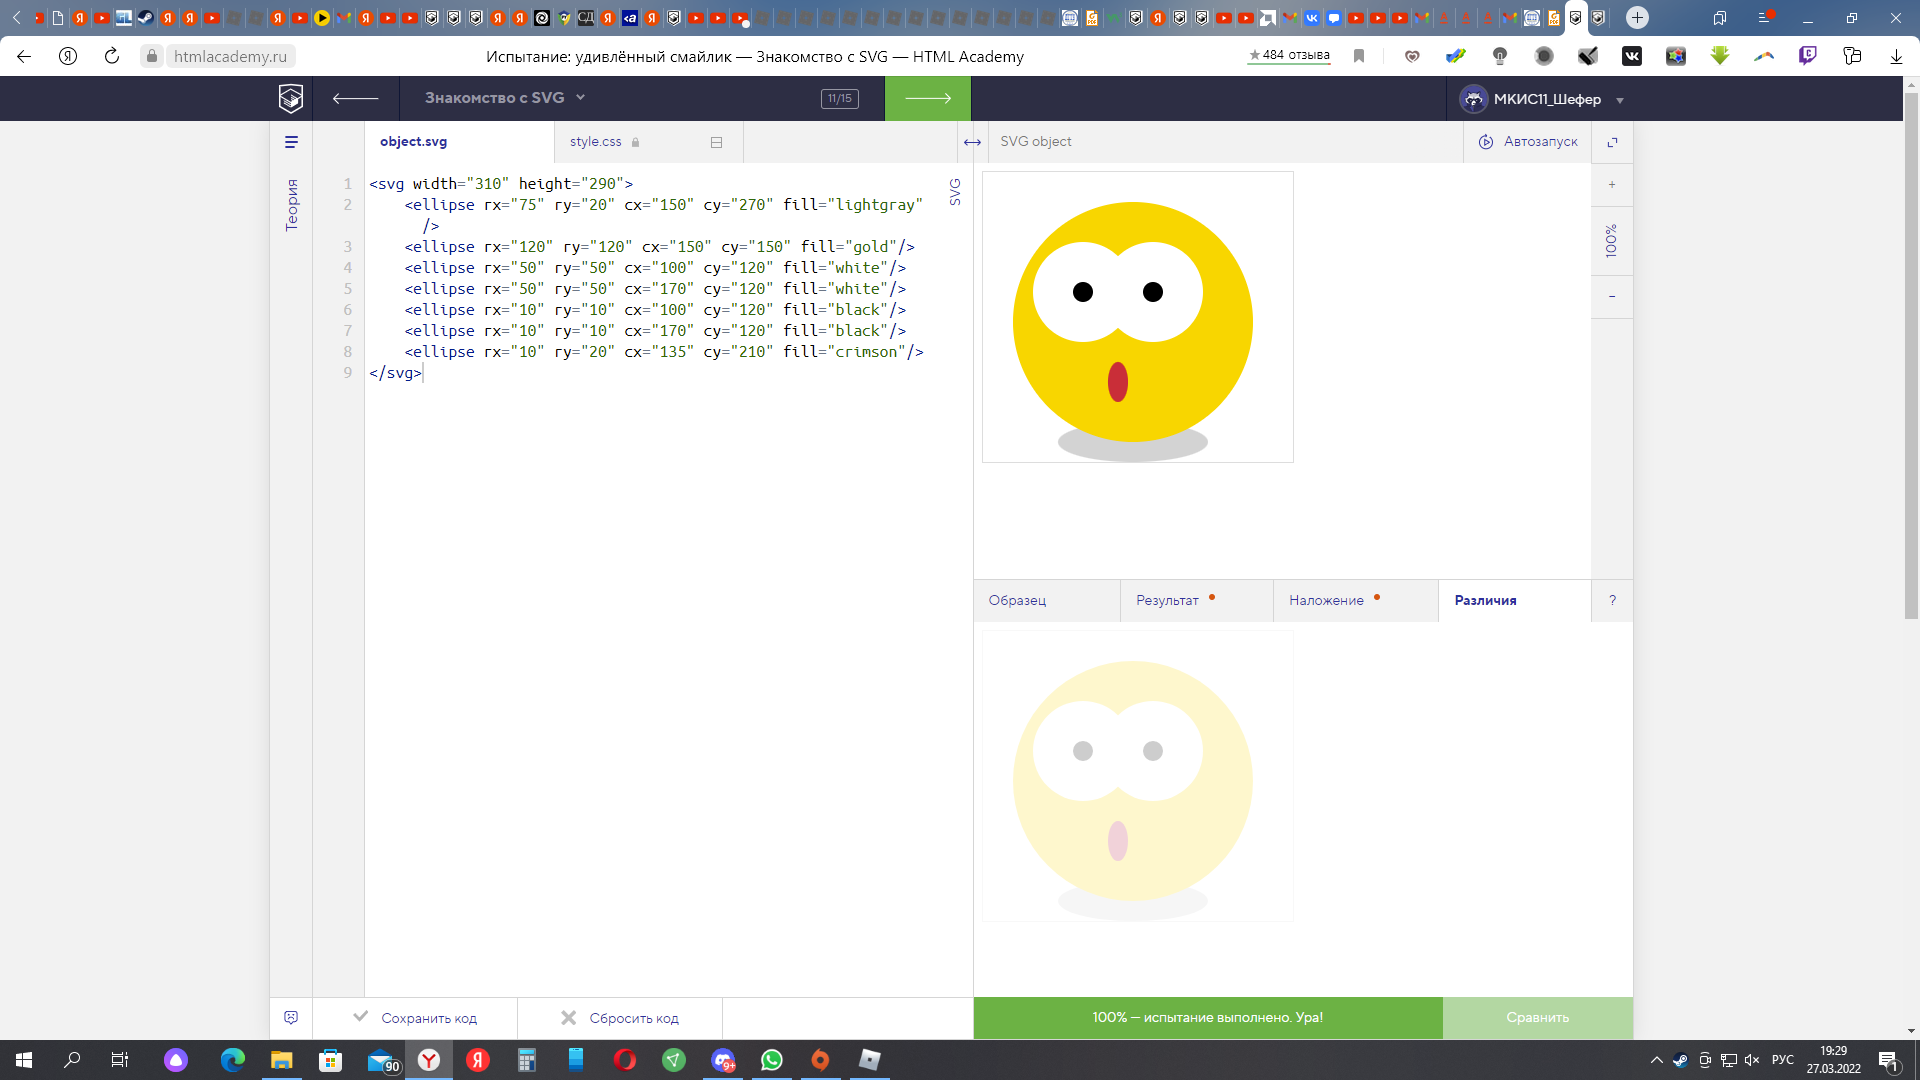 htmlacademy.ru
Испытание: удивлённый смайлик — Знакомство с SVG — HTML Academy
★ 484 отзыва
Знакомство с SVG
11/15
МКИС11_Шефер
object.svg
style.css
SVG object
Автозапуск
Теория
1 <svg width="310" height="290">
2 <ellipse rx="75" ry="20" cx="150" cy="270" fill="lightgray"
/>
3 <ellipse rx="120" ry="120" cx="150" cy="150" fill="gold"/>
4 <ellipse rx="50" ry="50" cx="100" cy="120" fill="white"/>
5 <ellipse rx="50" ry="50" cx="170" cy="120" fill="white"/>
6 <ellipse rx="10" ry="10" cx="100" cy="120" fill="black"/>
7 <ellipse rx="10" ry="10" cx="170" cy="120" fill="black"/>
8 <ellipse rx="10" ry="20" cx="135" cy="210" fill="crimson"/>
9 </svg>
SVG
+
100%
−
Образец
Результат
Наложение
Различия
?
Сохранить код
Сбросить код
100% — испытание выполнено. Ура!
Сравнить
90
9+
РУС
19:29
27.03.2022
1